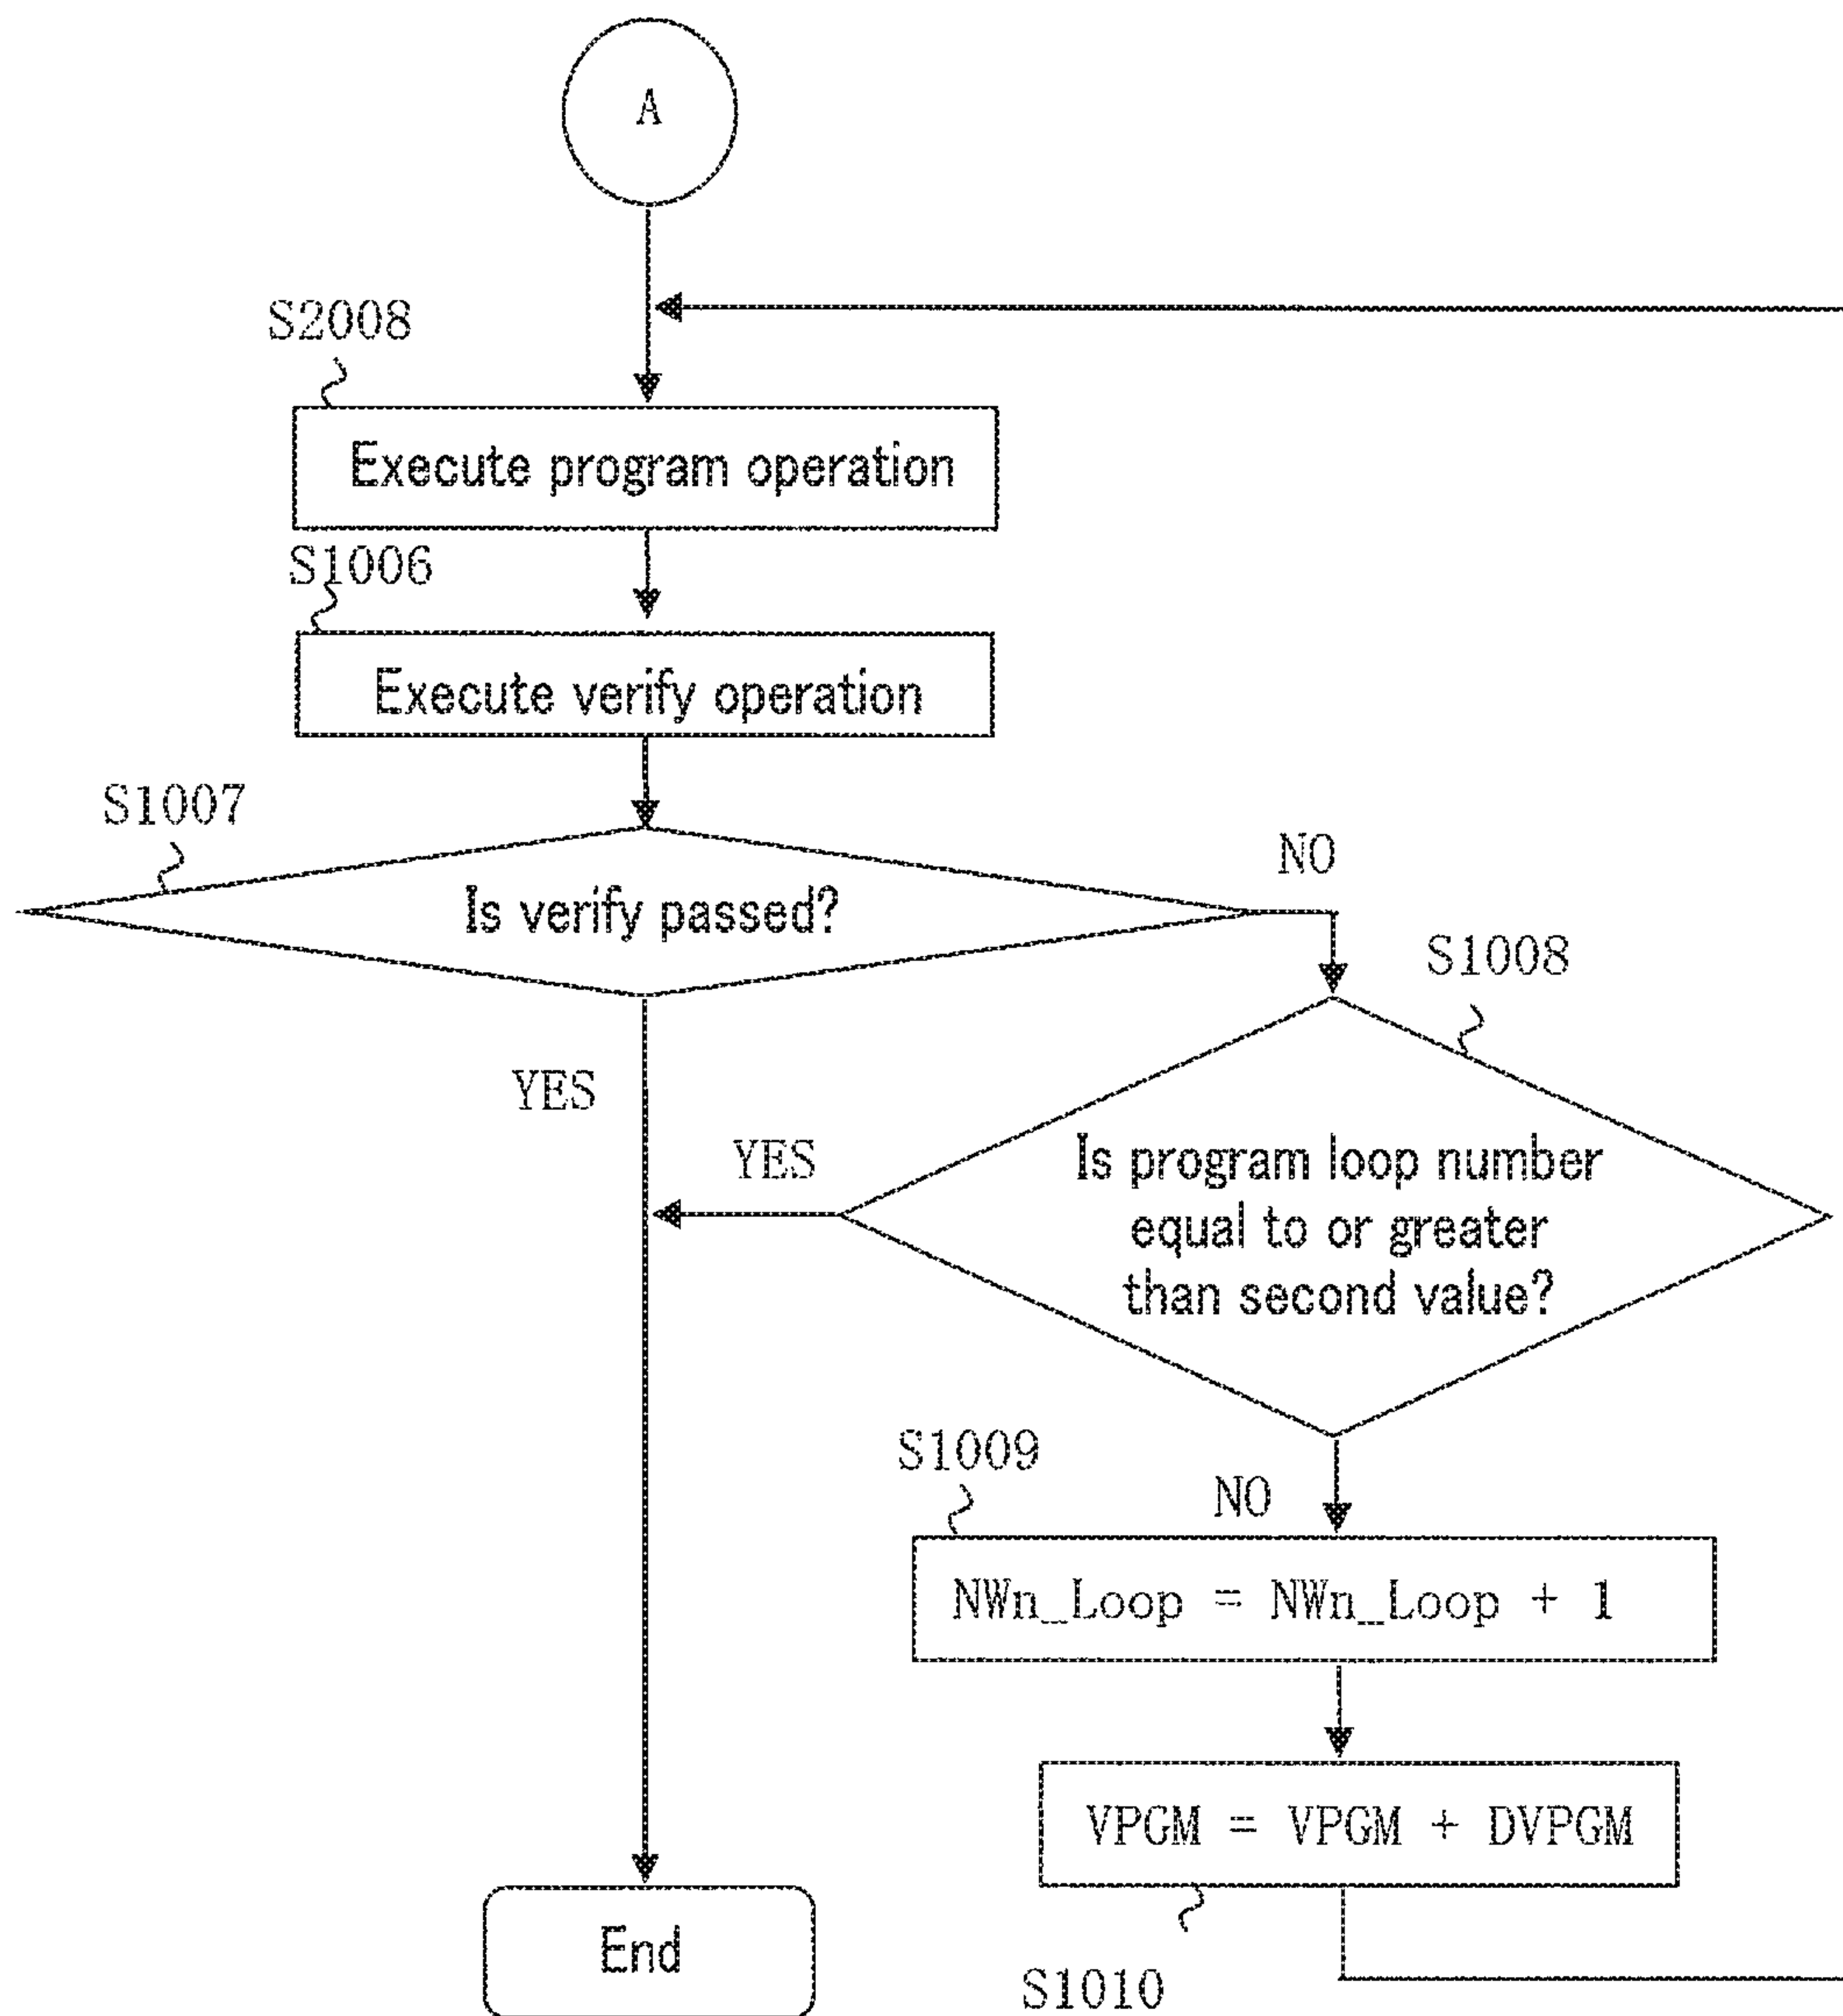 A
S2008
Execute program operation
S1006
Execute verify operation
S1007
Is verify passed?
NO
S1008
YES
YES
Is program loop number
equal to or greater
than second value?
S1009
NO
NWn_Loop = NWn_Loop + 1
VPGM = VPGM + DVPGM
End
S1010